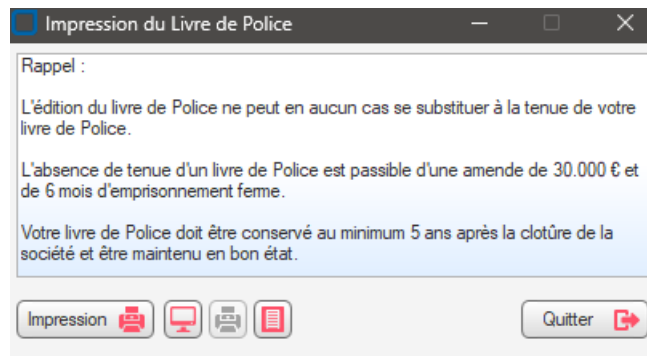 Impression du Livre de Police
Rappel :
L'édition du livre de Police ne peut en aucun cas se substituer à la tenue de votre
livre de Police.
L'absence de tenue d'un livre de Police est passible d'une amende de 30.000 € et
de 6 mois d'emprisonnement ferme.
Votre livre de Police doit être conservé au minimum 5 ans après la clotûre de la
société et être maintenu en bon état.
Impression
Quitter